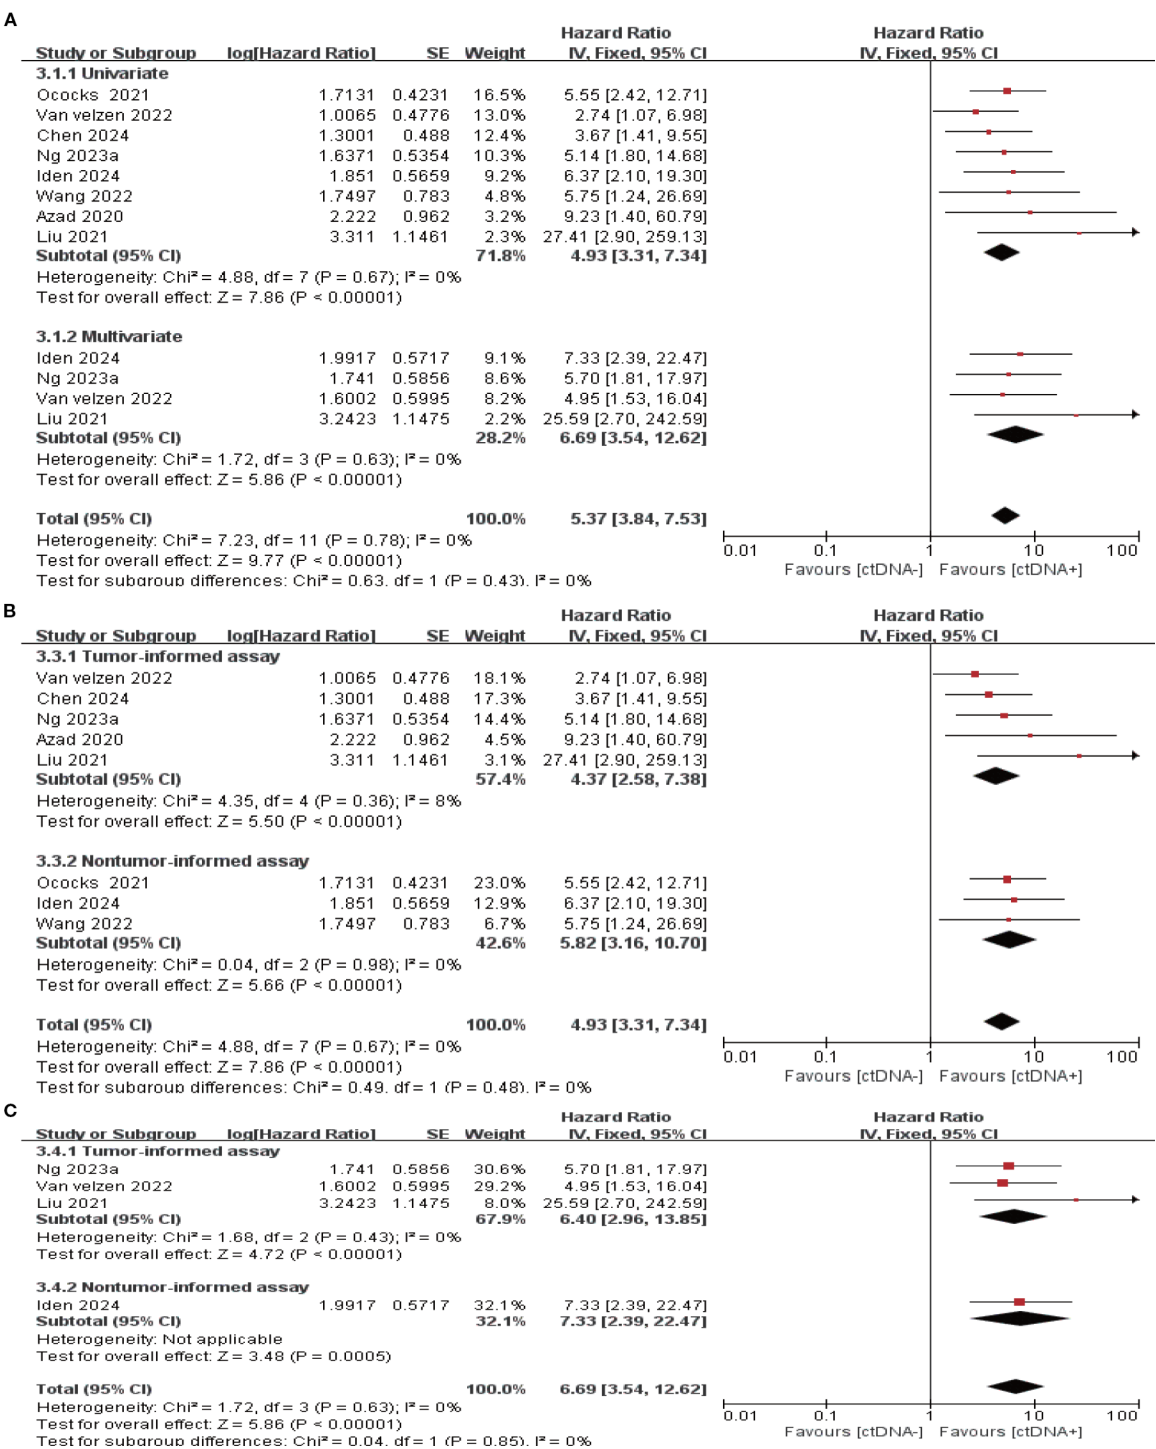 A
Hazard Ratio Hazard Ratio
Study or Subgroup log[Hazard Ratio] SE Weight IV, Fixed, 95% CI IV, Fixed, 95% CI
3.1.1 Univariate
Ococks 2021 1.7131 0.4231 16.5% 5.55 [2.42, 12.71]
Van velzen 2022 1.0065 0.4776 13.0% 2.74 [1.07, 6.98]
Chen 2024 1.3001 0.488 12.4% 3.67 [1.41, 9.55]
Ng 2023a 1.6371 0.5354 10.3% 5.14 [1.80, 14.68]
Iden 2024 1.851 0.5659 9.2% 6.37 [2.10, 19.30]
Wang 2022 1.7497 0.783 4.8% 5.75 [1.24, 26.69]
Azad 2020 2.222 0.962 3.2% 9.23 [1.40, 60.79]
Liu 2021 3.311 1.1461 2.3% 27.41 [2.90, 259.13]
Subtotal (95% CI) 71.8% 4.93 [3.31, 7.34]
Heterogeneity: Chi² = 4.88, df = 7 (P = 0.67); I² = 0%
Test for overall effect: Z = 7.86 (P < 0.00001)
3.1.2 Multivariate
Iden 2024 1.9917 0.5717 9.1% 7.33 [2.39, 22.47]
Ng 2023a 1.741 0.5856 8.6% 5.70 [1.81, 17.97]
Van velzen 2022 1.6002 0.5995 8.2% 4.95 [1.53, 16.04]
Liu 2021 3.2423 1.1475 2.2% 25.59 [2.70, 242.59]
Subtotal (95% CI) 28.2% 6.69 [3.54, 12.62]
Heterogeneity: Chi² = 1.72, df = 3 (P = 0.63); I² = 0%
Test for overall effect: Z = 5.86 (P < 0.00001)
Total (95% CI) 100.0% 5.37 [3.84, 7.53]
Heterogeneity: Chi² = 7.23, df = 11 (P = 0.78); I² = 0%
Test for overall effect: Z = 9.77 (P < 0.00001)
Test for subgroup differences: Chi² = 0.63, df = 1 (P = 0.43), I² = 0%
0.01 0.1 1 10 100
Favours [ctDNA-] Favours [ctDNA+]
B
Hazard Ratio Hazard Ratio
Study or Subgroup log[Hazard Ratio] SE Weight IV, Fixed, 95% CI IV, Fixed, 95% CI
3.3.1 Tumor-informed assay
Van velzen 2022 1.0065 0.4776 18.1% 2.74 [1.07, 6.98]
Chen 2024 1.3001 0.488 17.3% 3.67 [1.41, 9.55]
Ng 2023a 1.6371 0.5354 14.4% 5.14 [1.80, 14.68]
Azad 2020 2.222 0.962 4.5% 9.23 [1.40, 60.79]
Liu 2021 3.311 1.1461 3.1% 27.41 [2.90, 259.13]
Subtotal (95% CI) 57.4% 4.37 [2.58, 7.38]
Heterogeneity: Chi² = 4.35, df = 4 (P = 0.36); I² = 8%
Test for overall effect: Z = 5.50 (P < 0.00001)
3.3.2 Nontumor-informed assay
Ococks 2021 1.7131 0.4231 23.0% 5.55 [2.42, 12.71]
Iden 2024 1.851 0.5659 12.9% 6.37 [2.10, 19.30]
Wang 2022 1.7497 0.783 6.7% 5.75 [1.24, 26.69]
Subtotal (95% CI) 42.6% 5.82 [3.16, 10.70]
Heterogeneity: Chi² = 0.04, df = 2 (P = 0.98); I² = 0%
Test for overall effect: Z = 5.66 (P < 0.00001)
Total (95% CI) 100.0% 4.93 [3.31, 7.34]
Heterogeneity: Chi² = 4.88, df = 7 (P = 0.67); I² = 0%
Test for overall effect: Z = 7.86 (P < 0.00001)
Test for subgroup differences: Chi² = 0.49, df = 1 (P = 0.48), I² = 0%
0.01 0.1 1 10 100
Favours [ctDNA-] Favours [ctDNA+]
C
Hazard Ratio Hazard Ratio
Study or Subgroup log[Hazard Ratio] SE Weight IV, Fixed, 95% CI IV, Fixed, 95% CI
3.4.1 Tumor-informed assay
Ng 2023a 1.741 0.5856 30.6% 5.70 [1.81, 17.97]
Van velzen 2022 1.6002 0.5995 29.2% 4.95 [1.53, 16.04]
Liu 2021 3.2423 1.1475 8.0% 25.59 [2.70, 242.59]
Subtotal (95% CI) 67.9% 6.40 [2.96, 13.85]
Heterogeneity: Chi² = 1.68, df = 2 (P = 0.43); I² = 0%
Test for overall effect: Z = 4.72 (P < 0.00001)
3.4.2 Nontumor-informed assay
Iden 2024 1.9917 0.5717 32.1% 7.33 [2.39, 22.47]
Subtotal (95% CI) 32.1% 7.33 [2.39, 22.47]
Heterogeneity: Not applicable
Test for overall effect: Z = 3.48 (P = 0.0005)
Total (95% CI) 100.0% 6.69 [3.54, 12.62]
Heterogeneity: Chi² = 1.72, df = 3 (P = 0.63); I² = 0%
Test for overall effect: Z = 5.86 (P < 0.00001)
Test for subgroup differences: Chi² = 0.04, df = 1 (P = 0.85), I² = 0%
0.01 0.1 1 10 100
Favours [ctDNA-] Favours [ctDNA+]